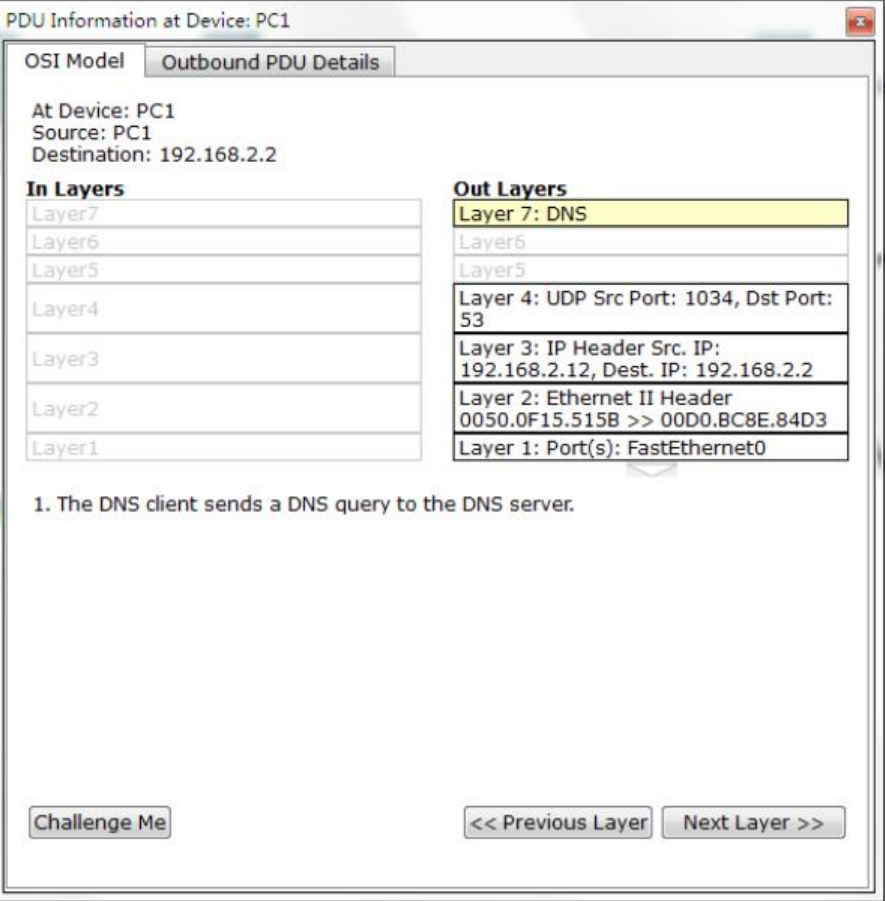 PDU Information at Device: PC1
x
OSI Model
Outbound PDU Details
At Device: PC1
Source: PC1
Destination: 192.168.2.2
In Layers
Layer7
Layer6
Layer5
Layer4
Layer3
Layer2
Layer1
Out Layers
Layer 7: DNS
Layer6
Layer5
Layer 4: UDP Src Port: 1034, Dst Port:
53
Layer 3: IP Header Src. IP:
192.168.2.12, Dest. IP: 192.168.2.2
Layer 2: Ethernet II Header
0050.0F15.515B >> 00D0.BC8E.84D3
Layer 1: Port(s): FastEthernet0
1. The DNS client sends a DNS query to the DNS server.
Challenge Me
<< Previous Layer
Next Layer >>